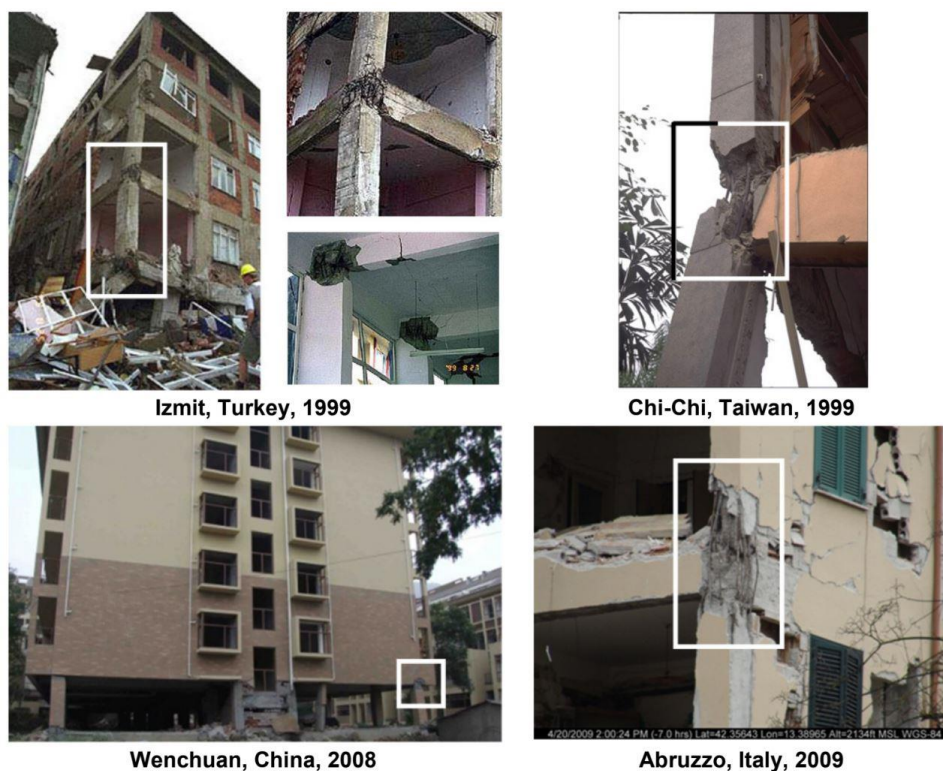 '99 8 27
Izmit, Turkey, 1999
Chi-Chi, Taiwan, 1999
4/20/2009 2:00:24 PM (-7.0 hrs) Lat=42.35643 Lon=13.38965 Alt=2134ft MSL WGS-84
Wenchuan, China, 2008
Abruzzo, Italy, 2009